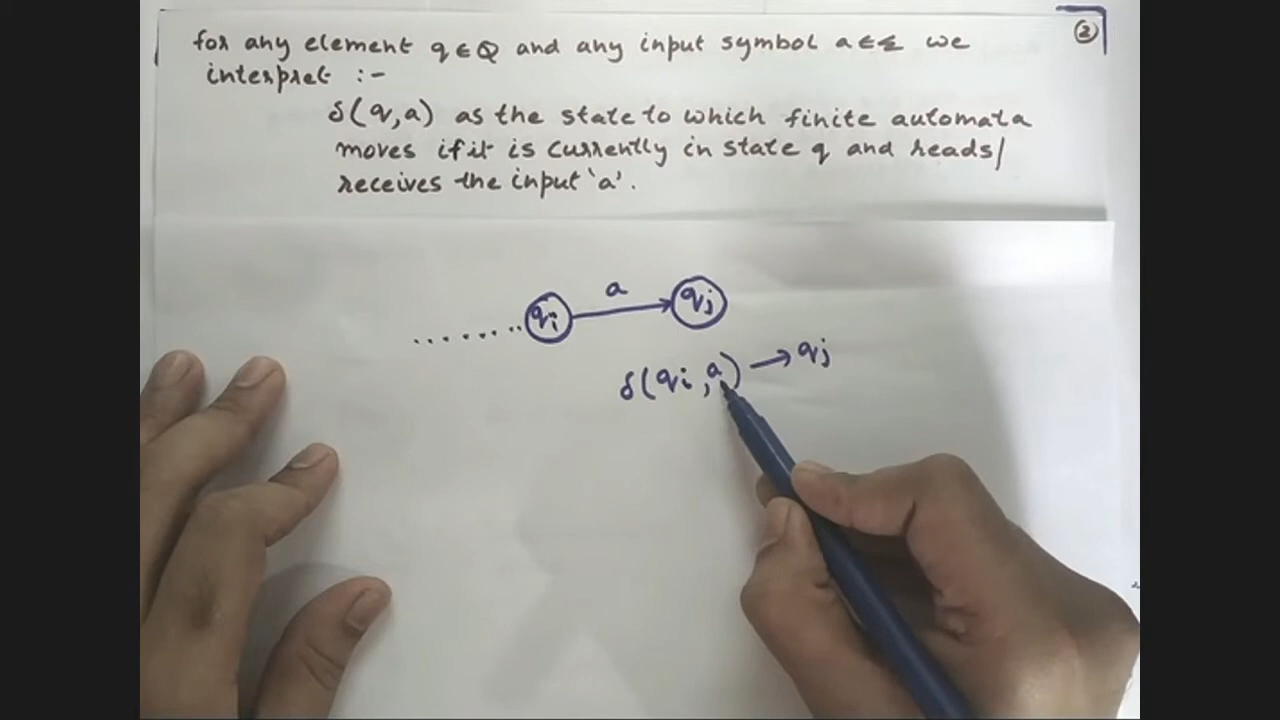 ②
for any element q ∈ Q and any input symbol a ∈ Σ we
interpret :-
δ(q,a) as the state to which finite automata
moves if it is currently in state q and reads/
receives the input 'a'.
a
....... qi qj
δ(qi,a) → qj